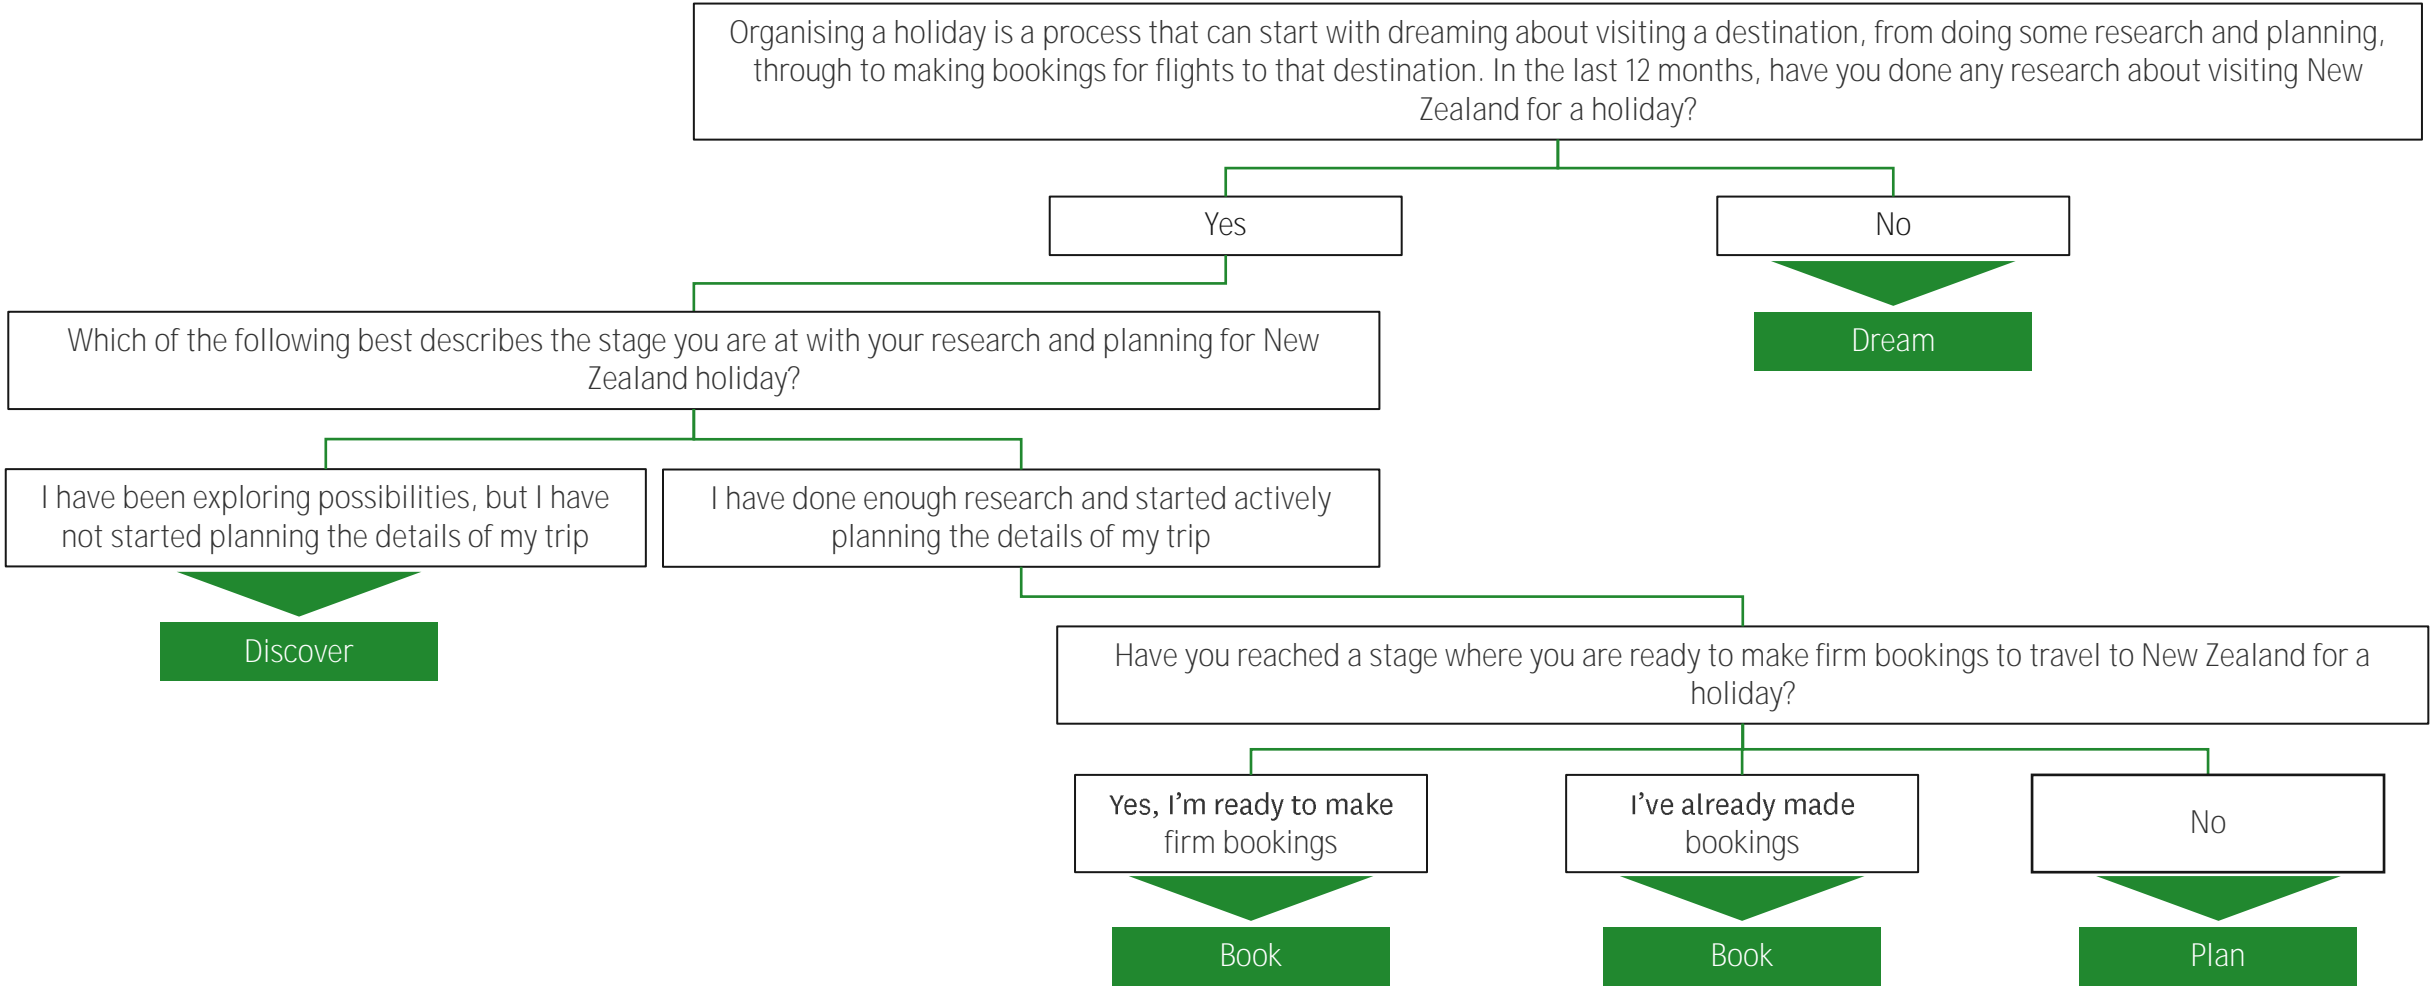 Organising a holiday is a process that can start with dreaming about visiting a destination, from doing some research and planning,
through to making bookings for flights to that destination. In the last 12 months, have you done any research about visiting New
Zealand for a holiday?
Yes
No
Dream
Which of the following best describes the stage you are at with your research and planning for New
Zealand holiday?
I have been exploring possibilities, but I have
not started planning the details of my trip
I have done enough research and started actively
planning the details of my trip
Discover
Have you reached a stage where you are ready to make firm bookings to travel to New Zealand for a
holiday?
Yes, I’m ready to make
firm bookings
I’ve already made
bookings
No
Book
Book
Plan